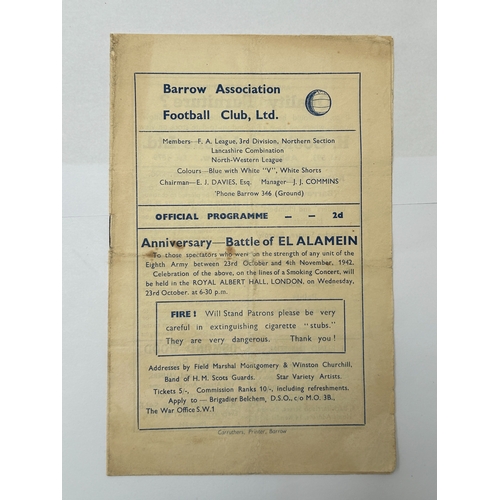 Barrow Association
Football Club, Ltd.
Members—F. A. League, 3rd Division, Northern Section
Lancashire Combination
North-Western League
Colours—Blue with White "V", White Shorts
Chairman—E. J. DAVIES, Esq. Manager—J. J. COMMINS
'Phone Barrow 346 (Ground)
OFFICIAL PROGRAMME — — 2d
Anniversary—Battle of EL ALAMEIN
To those spectators who were on the strength of any unit of the
Eighth Army between 23rd October and 4th November, 1942,
Celebration of the above, on the lines of a Smoking Concert, will
be held in the ROYAL ALBERT HALL, LONDON, on Wednesday,
23rd October. at 6-30 p.m.
FIRE! Will Stand Patrons please be very
careful in extinguishing cigarette "stubs."
They are very dangerous. Thank you!
Addresses by Field Marshal Montgomery & Winston Churchill,
Band of H. M. Scots Guards. Star Variety Artists.
Tickets 5/-, Commission Ranks 10/-, including refreshments.
Apply to — Brigadier Belchem, D.S.O., c/o M.O. 3B.,
The War Office S.W.1
Carruthers, Printer, Barrow